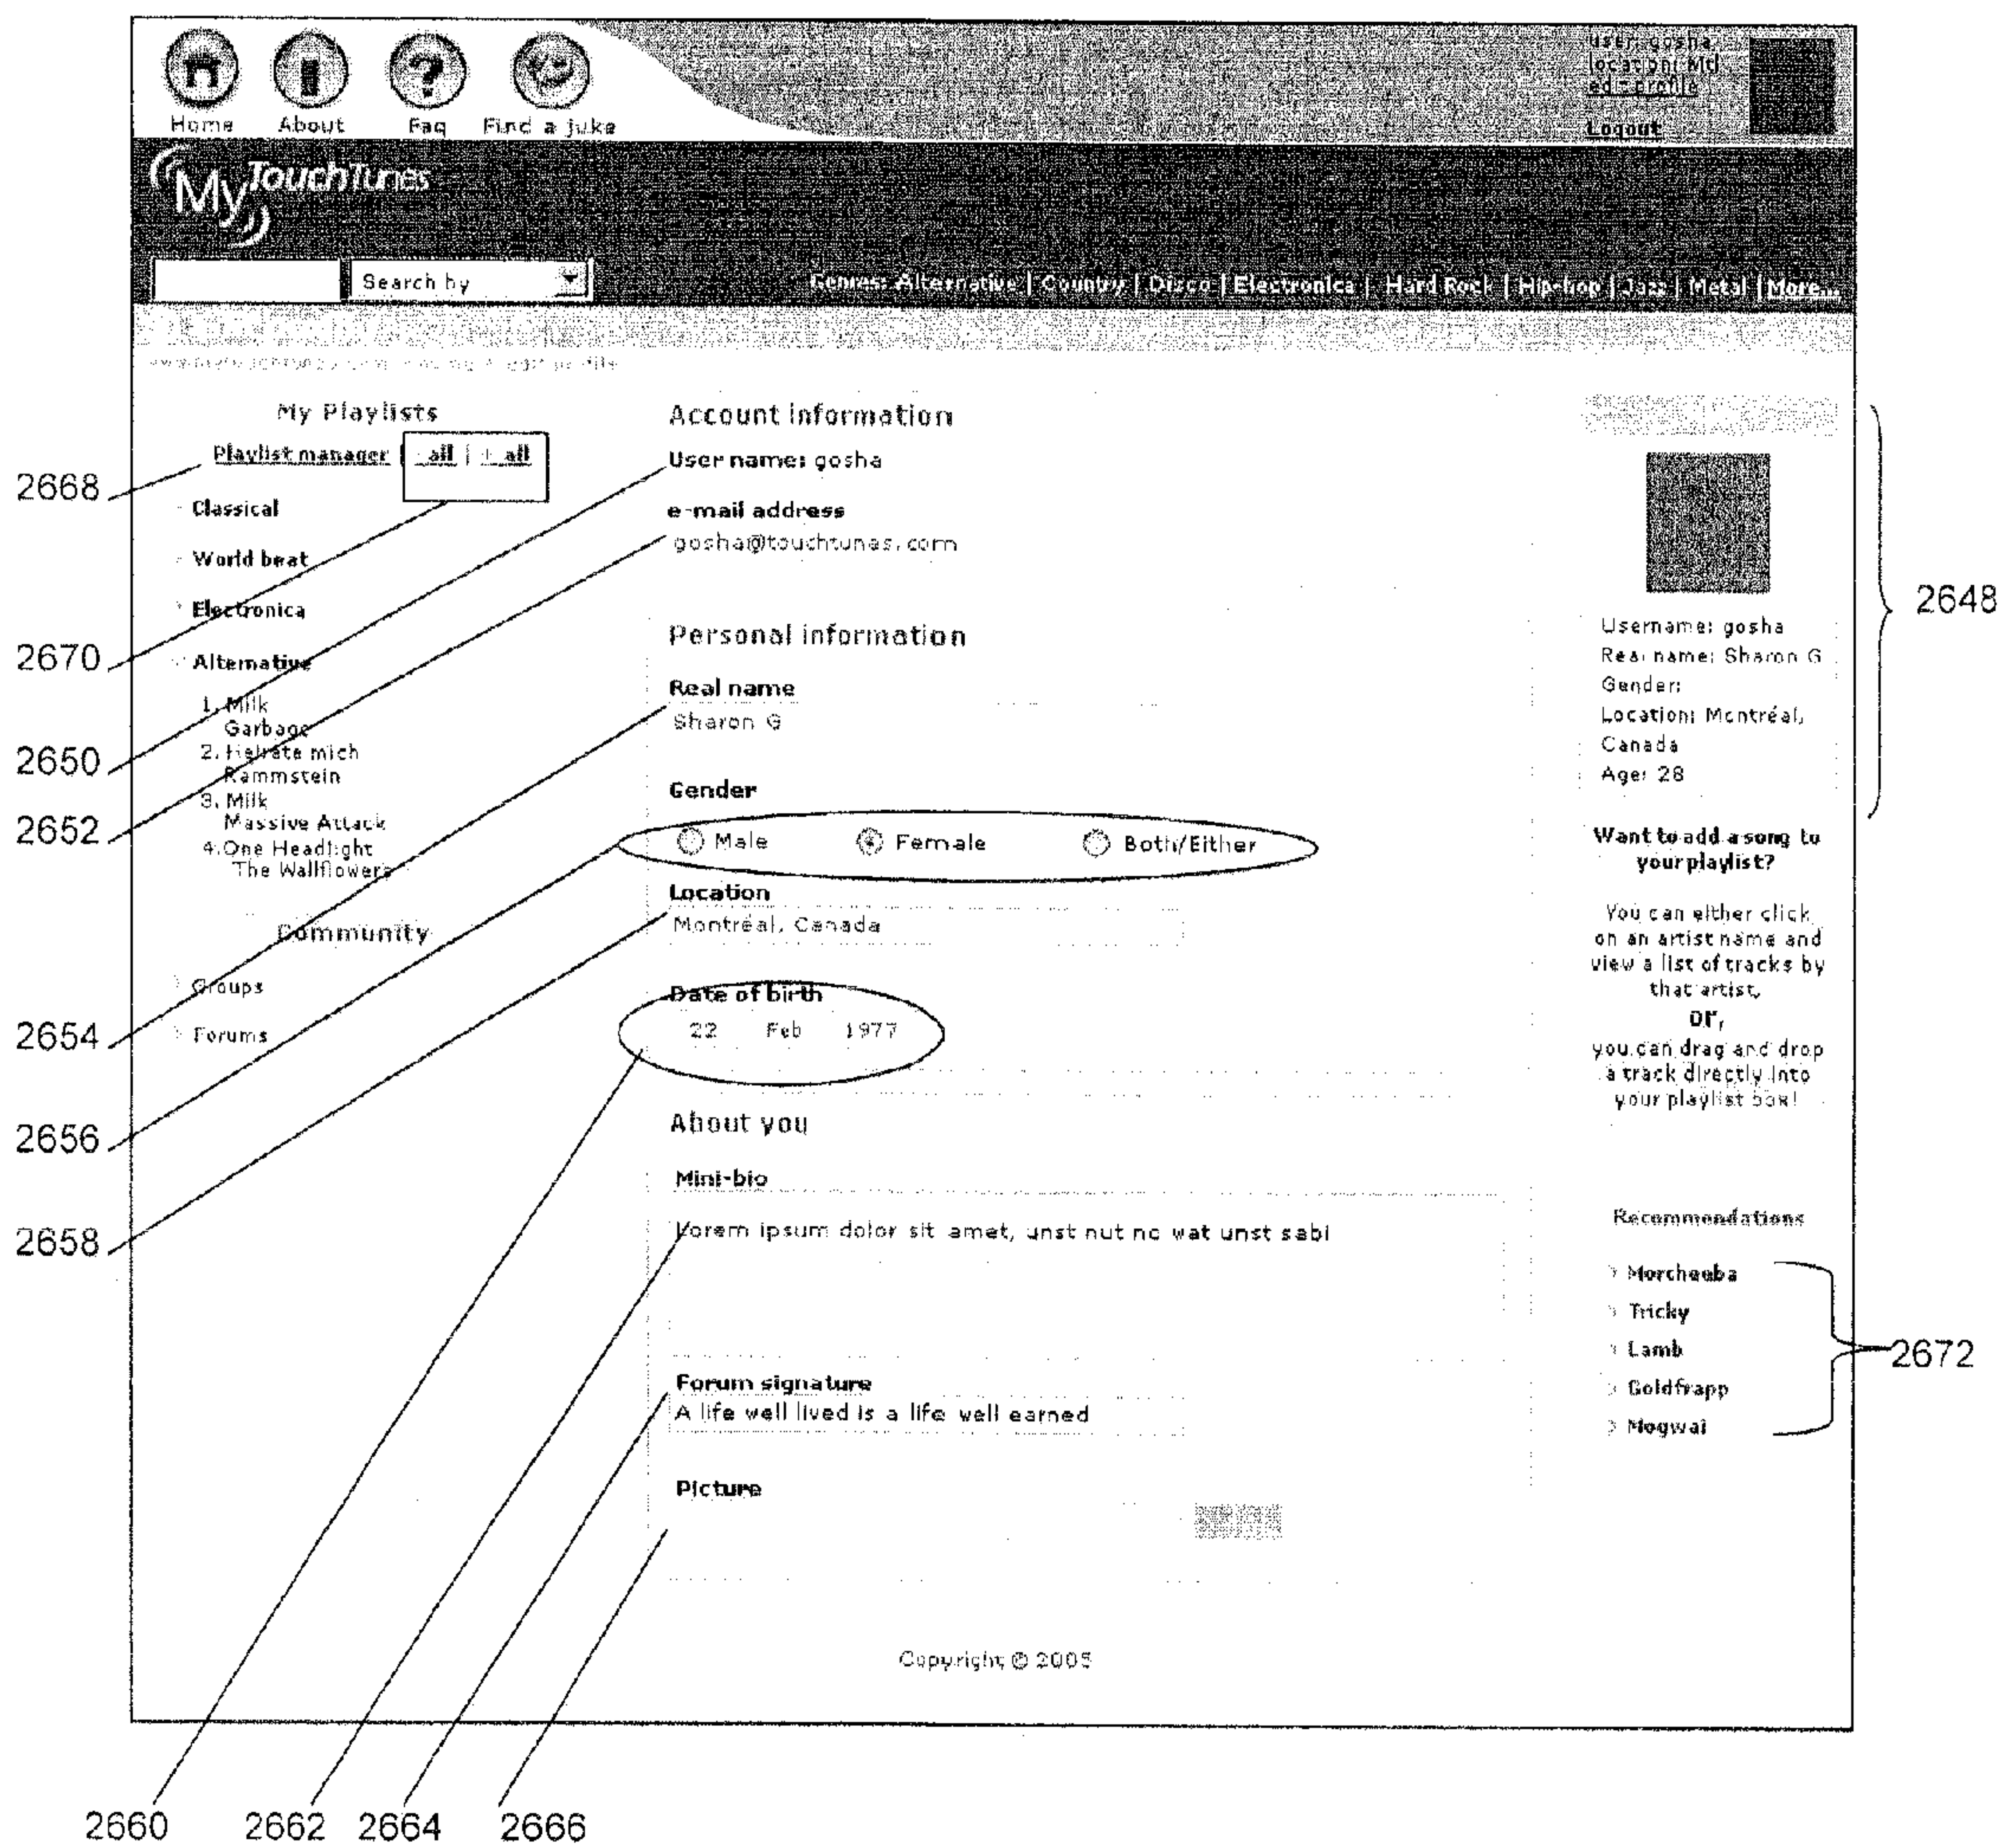 Home About Faq Find a juke
user: gosha
location: Mtl
edit profile
Logout
My TouchTunes
Search by
Genres: Alternative | Country | Disco | Electronica | Hard Rock | Hip-hop | Jazz | Metal | More...
My Playlists
Playlist manager | - all | + all
Classical
World beat
Electronica
Alternative
1. Milk
Garbage
2. Heirate mich
Rammstein
3. Milk
Massive Attack
4. One Headlight
The Wallflowers
Community
Groups
Forums
Account information
User name: gosha
e-mail address
gosha@touchtunes.com
Personal information
Real name
Sharon G
Gender
Male Female Both/Either
Location
Montréal, Canada
Date of birth
22 Feb 1977
About you
Mini-bio
Lorem ipsum dolor sit amet, unst nut no wat unst sabi
Forum signature
A life well lived is a life well earned
Picture
Username: gosha
Real name: Sharon G
Gender:
Location: Montréal,
Canada
Age: 28
Want to add a song to
your playlist?
You can either click
on an artist name and
view a list of tracks by
that artist,
or,
you can drag and drop
a track directly into
your playlist box!
Recommendations
Morcheeba
Tricky
Lamb
Goldfrapp
Mogwai
Copyright © 2005
2668
2670
2650
2652
2654
2656
2658
2660 2662 2664 2666
2648
2672